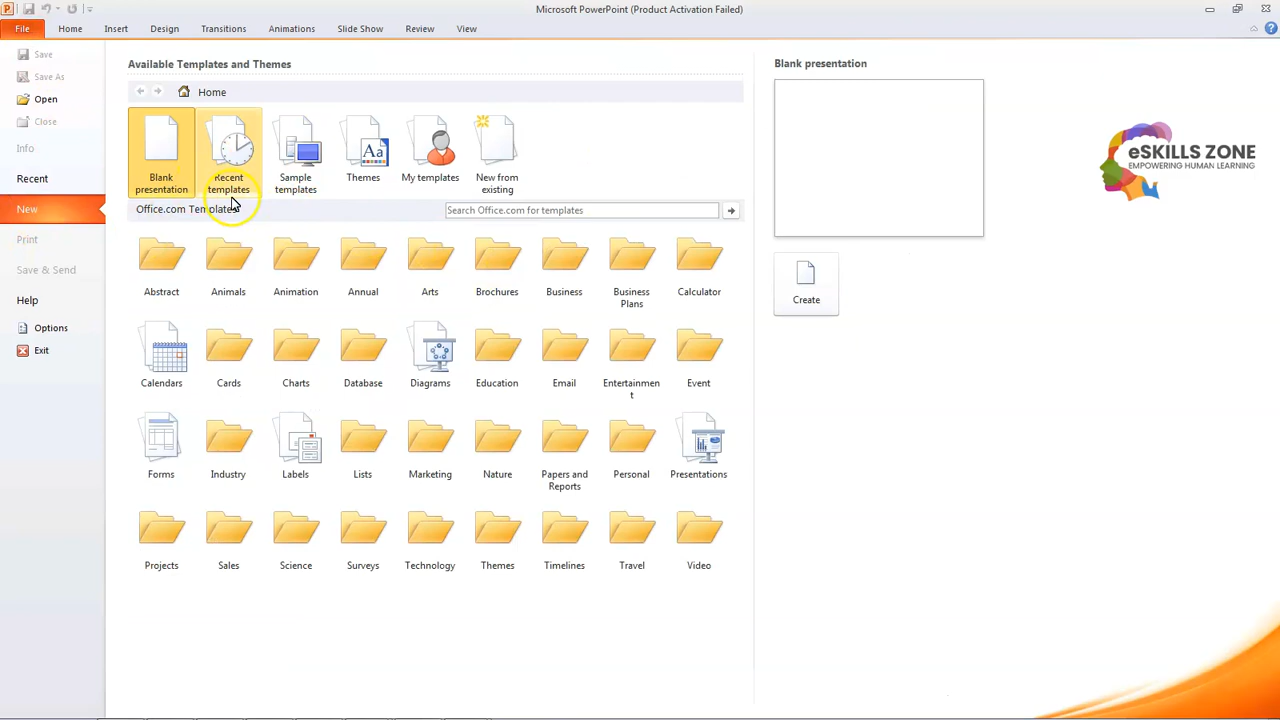 Microsoft PowerPoint (Product Activation Failed)
File Home Insert Design Transitions Animations Slide Show Review View
Save
Save As
Open
Close
Info
Recent
New
Print
Save & Send
Help
Options
Exit
Available Templates and Themes
Home
Blank presentation
Recent templates
Sample templates
Themes
My templates
New from existing
Office.com Templates
Search Office.com for templates
Abstract Animals Animation Annual Arts Brochures Business Business Plans Calculator
Calendars Cards Charts Database Diagrams Education Email Entertainment Event
Forms Industry Labels Lists Marketing Nature Papers and Reports Personal Presentations
Projects Sales Science Surveys Technology Themes Timelines Travel Video
Blank presentation
Create
eSKILLS ZONE
EMPOWERING HUMAN LEARNING